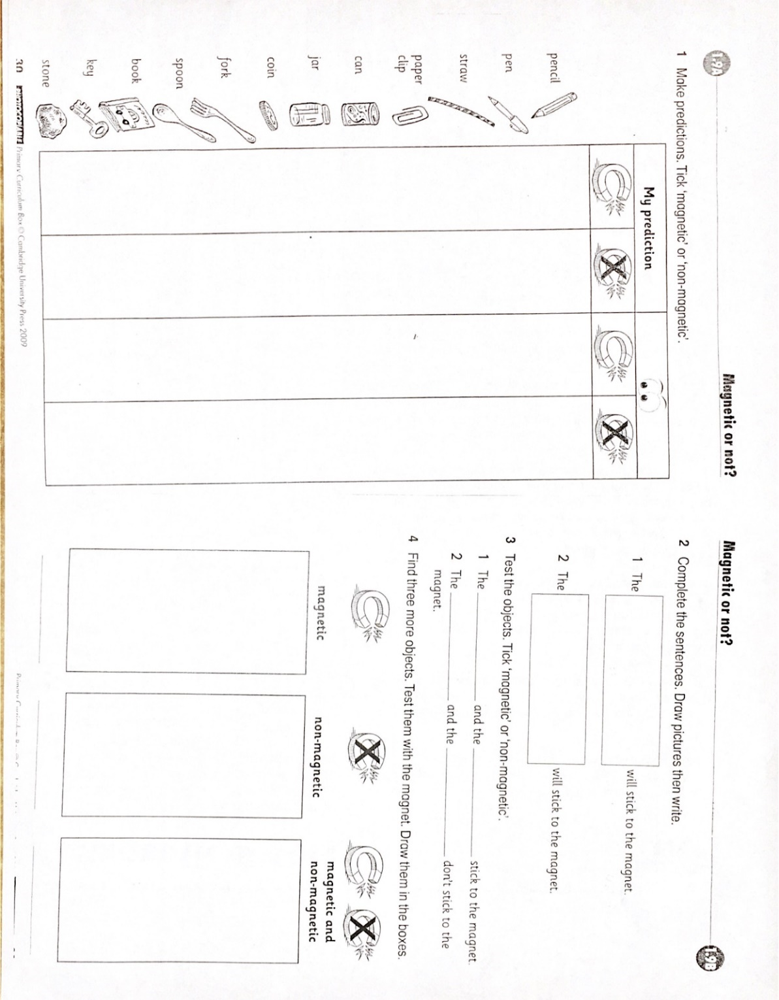 1·9A
Magnetic or not?
1 Make predictions. Tick 'magnetic' or 'non-magnetic'.
My prediction
pencil
pen
straw
paper
clip
can
jar
coin
fork
spoon
book
key
stone
30 PHOTOCOPIABLE Primary Curriculum Box © Cambridge University Press 2009
Magnetic or not?
1·9B
2 Complete the sentences. Draw pictures then write.
1 The will stick to the magnet.
2 The will stick to the magnet.
3 Test the objects. Tick 'magnetic' or 'non-magnetic'.
1 The and the stick to the magnet.
2 The and the don't stick to the
magnet.
4 Find three more objects. Test them with the magnet. Draw them in the boxes.
magnetic
non-magnetic
magnetic and
non-magnetic